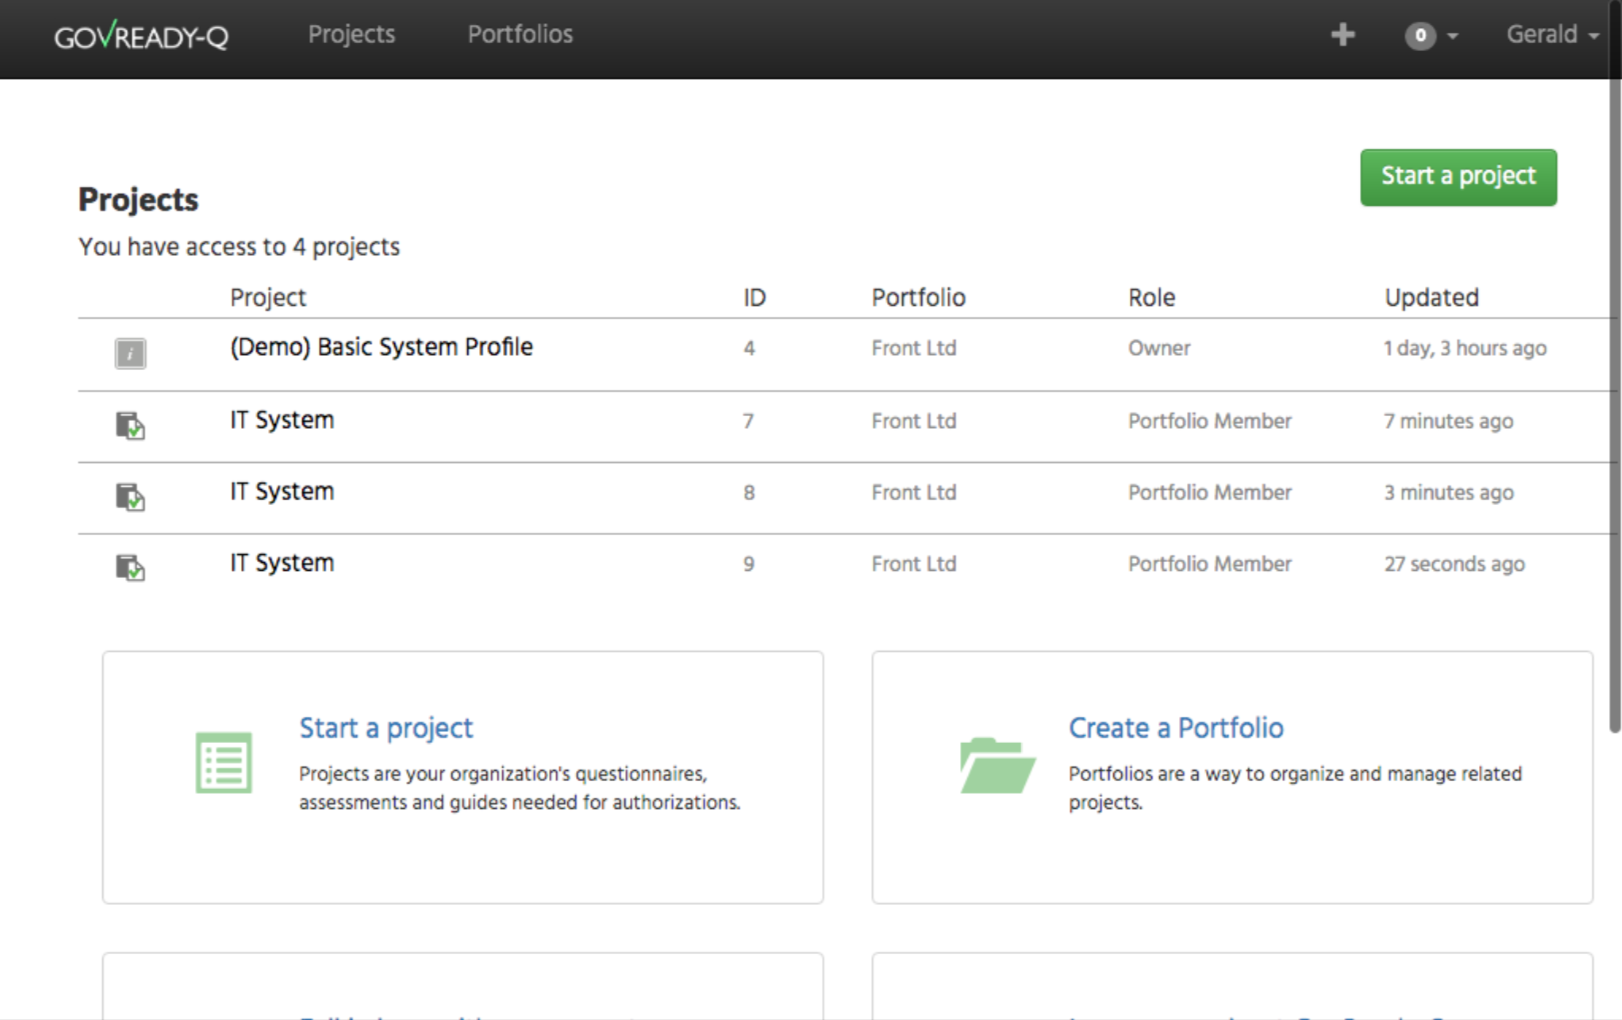 GOVREADY-Q Projects Portfolios 0 Gerald
Start a project
Projects
You have access to 4 projects
Project ID Portfolio Role Updated
i (Demo) Basic System Profile 4 Front Ltd Owner 1 day, 3 hours ago
IT System 7 Front Ltd Portfolio Member 7 minutes ago
IT System 8 Front Ltd Portfolio Member 3 minutes ago
IT System 9 Front Ltd Portfolio Member 27 seconds ago
Start a project
Projects are your organization's questionnaires,
assessments and guides needed for authorizations.
Create a Portfolio
Portfolios are a way to organize and manage related
projects.